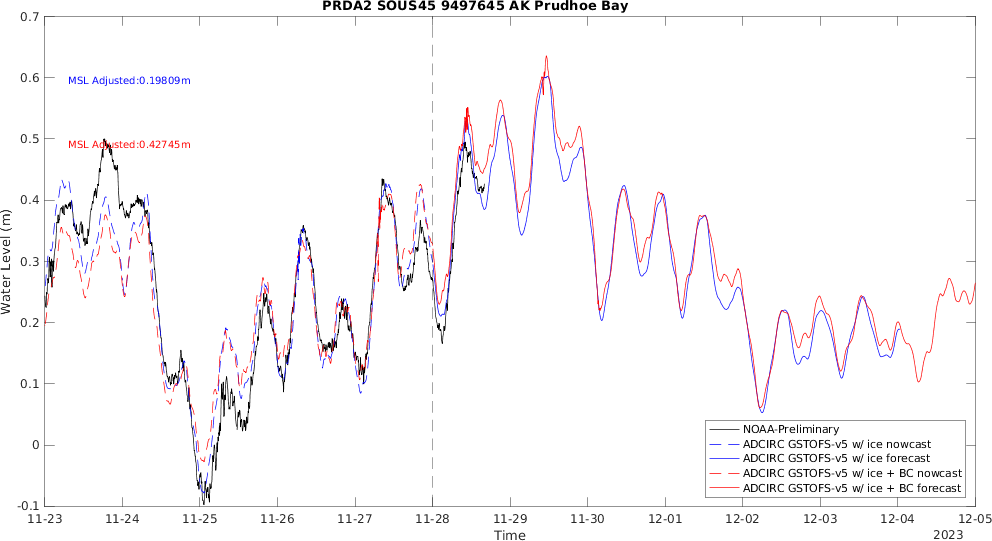 PRDA2 SOUS45 9497645 AK Prudhoe Bay
0.7
0.6
0.5
0.4
0.3
0.2
0.1
0
-0.1
Water Level (m)
MSL Adjusted:0.19809m
MSL Adjusted:0.42745m
NOAA-Preliminary
ADCIRC GSTOFS-v5 w/ ice nowcast
ADCIRC GSTOFS-v5 w/ ice forecast
ADCIRC GSTOFS-v5 w/ ice + BC nowcast
ADCIRC GSTOFS-v5 w/ ice + BC forecast
11-23 11-24 11-25 11-26 11-27 11-28 11-29 11-30 12-01 12-02 12-03 12-04 12-05
Time
2023